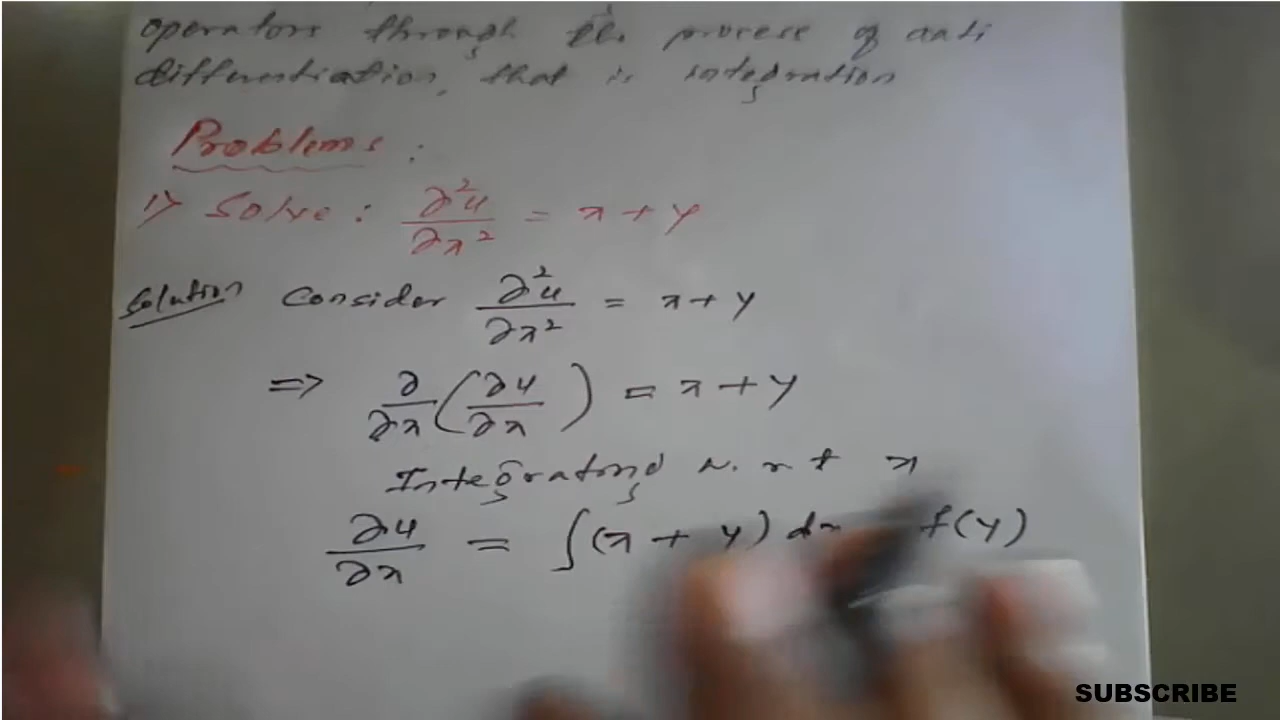 operators through the process of anti
differentiation, that is integration
Problems:
1> Solve: ∂²u/∂x² = x + y
Solution Consider ∂²u/∂x² = x + y
=> ∂/∂x (∂u/∂x) = x + y
Integrating w.r.t x
∂u/∂x = ∫(x + y) dx f(y)
SUBSCRIBE